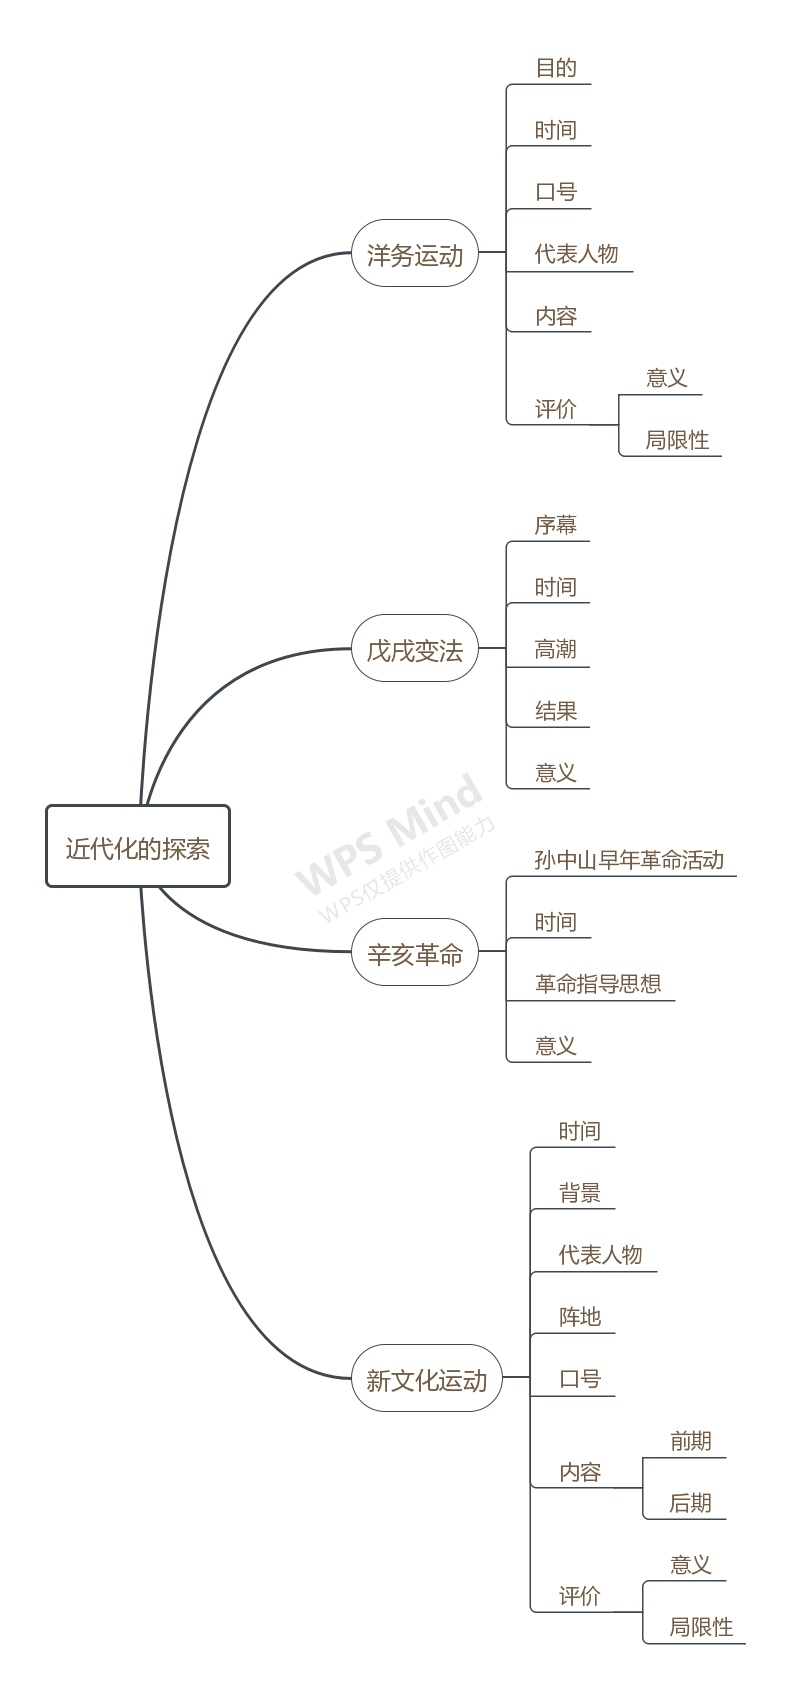 近代化的探索
洋务运动
目的
时间
口号
代表人物
内容
评价
意义
局限性
戊戌变法
序幕
时间
高潮
结果
意义
辛亥革命
孙中山早年革命活动
时间
革命指导思想
意义
新文化运动
时间
背景
代表人物
阵地
口号
内容
前期
后期
评价
意义
局限性
WPS Mind
WPS仅提供作图能力